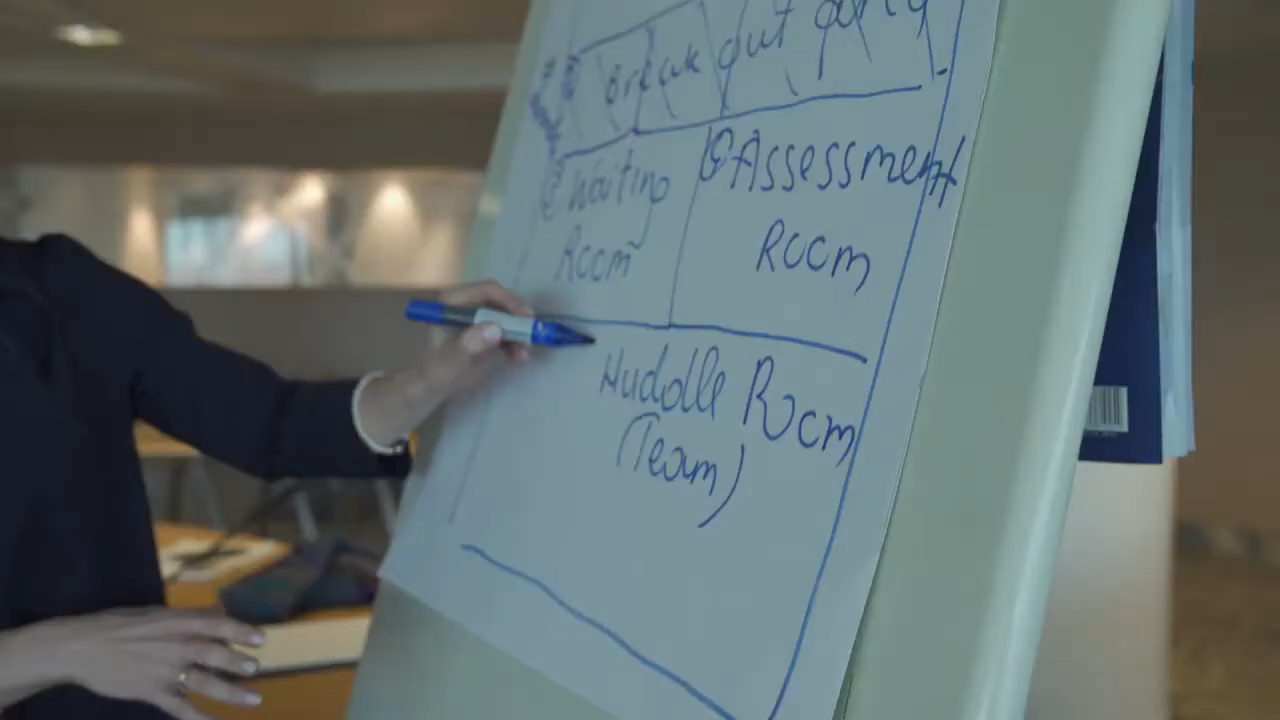 Break out area
Waiting
Room
Assessment
Room
Huddle Room
(Team)